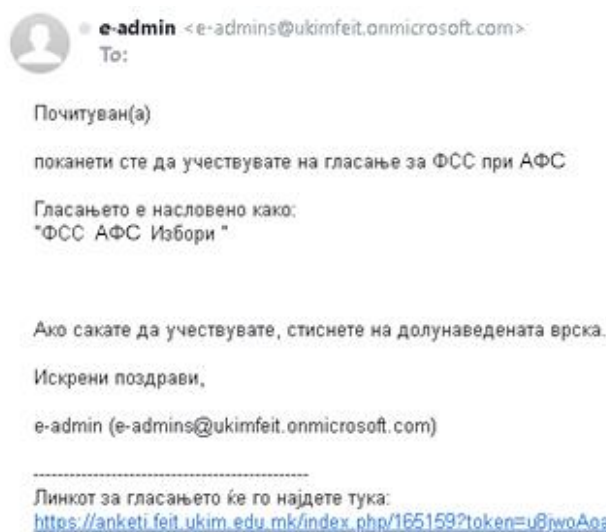 e-admin <e-admins@ukimfeit.onmicrosoft.com>
To:
Почитуван(а)
поканети сте да учествувате на гласање за ФСС при АФС
Гласањето е насловено како:
"ФСС АФС Избори "
Ако сакате да учествувате, стиснете на долунаведената врска.
Искрени поздрави,
e-admin (e-admins@ukimfeit.onmicrosoft.com)
----------------------------------------------
Линкот за гласањето ќе го најдете тука:
https://anketi.feit.ukim.edu.mk/index.php/165159?token=u8jwoAga